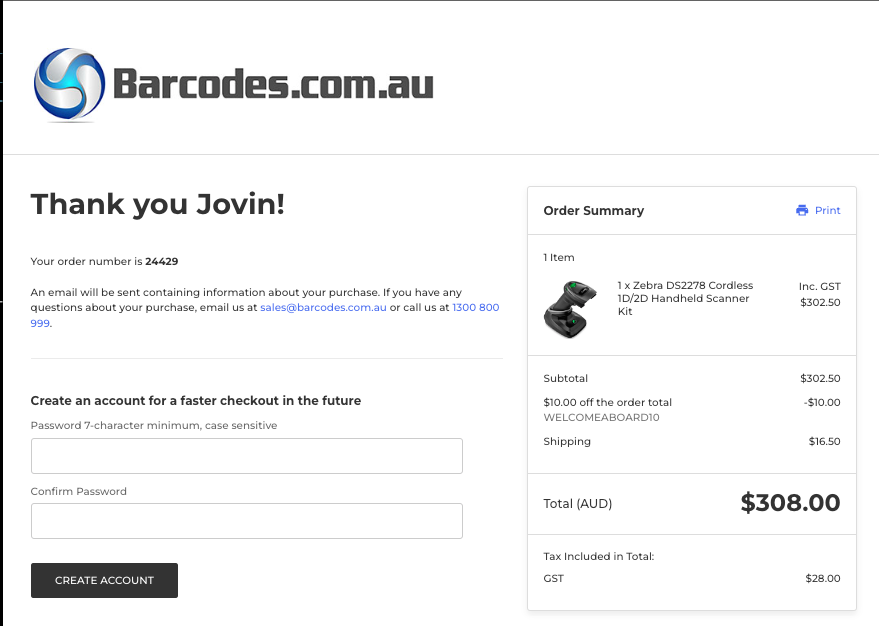 Barcodes.com.au
Thank you Jovin!
Your order number is 24429
An email will be sent containing information about your purchase. If you have any
questions about your purchase, email us at sales@barcodes.com.au or call us at 1300 800
999.
Create an account for a faster checkout in the future
Password 7-character minimum, case sensitive
Confirm Password
CREATE ACCOUNT
Order Summary
Print
1 Item
1 x Zebra DS2278 Cordless
1D/2D Handheld Scanner
Kit
Inc. GST
$302.50
Subtotal $302.50
$10.00 off the order total -$10.00
WELCOMEABOARD10
Shipping $16.50
Total (AUD) $308.00
Tax Included in Total:
GST $28.00